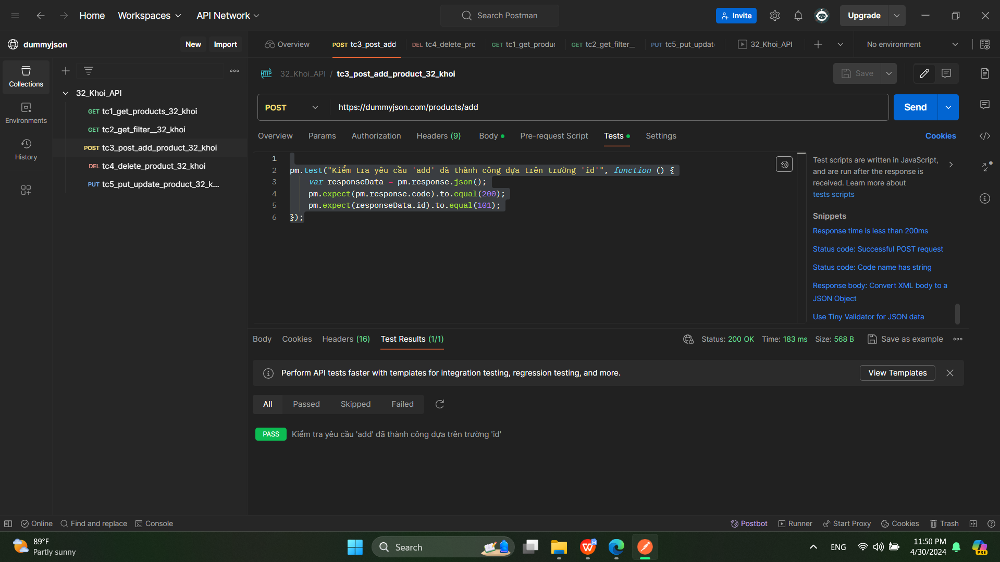 Home
Workspaces
API Network
Search Postman
Invite
Upgrade
dummyjson
New
Import
Overview
POST tc3_post_add
DEL tc4_delete_pro
GET tc1_get_produc
GET tc2_get_filter__
PUT tc5_put_updat
32_Khoi_API
No environment
Collections
Environments
History
32_Khoi_API
GET tc1_get_products_32_khoi
GET tc2_get_filter__32_khoi
POST tc3_post_add_product_32_khoi
DEL tc4_delete_product_32_khoi
PUT tc5_put_update_product_32_k...
HTTP 32_Khoi_API / tc3_post_add_product_32_khoi
Save
POST
https://dummyjson.com/products/add
Send
Overview
Params
Authorization
Headers (9)
Body
Pre-request Script
Tests
Settings
Cookies
1
2 pm.test("Kiểm tra yêu cầu 'add' đã thành công dựa trên trường 'id'", function () {
3 var responseData = pm.response.json();
4 pm.expect(pm.response.code).to.equal(200);
5 pm.expect(responseData.id).to.equal(101);
6 });
Test scripts are written in JavaScript,
and are run after the response is
received. Learn more about
tests scripts
Snippets
Response time is less than 200ms
Status code: Successful POST request
Status code: Code name has string
Response body: Convert XML body to a
JSON Object
Use Tiny Validator for JSON data
Body
Cookies
Headers (16)
Test Results (1/1)
Status: 200 OK
Time: 183 ms
Size: 568 B
Save as example
Perform API tests faster with templates for integration testing, regression testing, and more.
View Templates
All
Passed
Skipped
Failed
PASS Kiểm tra yêu cầu 'add' đã thành công dựa trên trường 'id'
Online
Find and replace
Console
Postbot
Runner
Start Proxy
Cookies
Trash
89°F
Partly sunny
Search
ENG
11:50 PM
4/30/2024
PRE